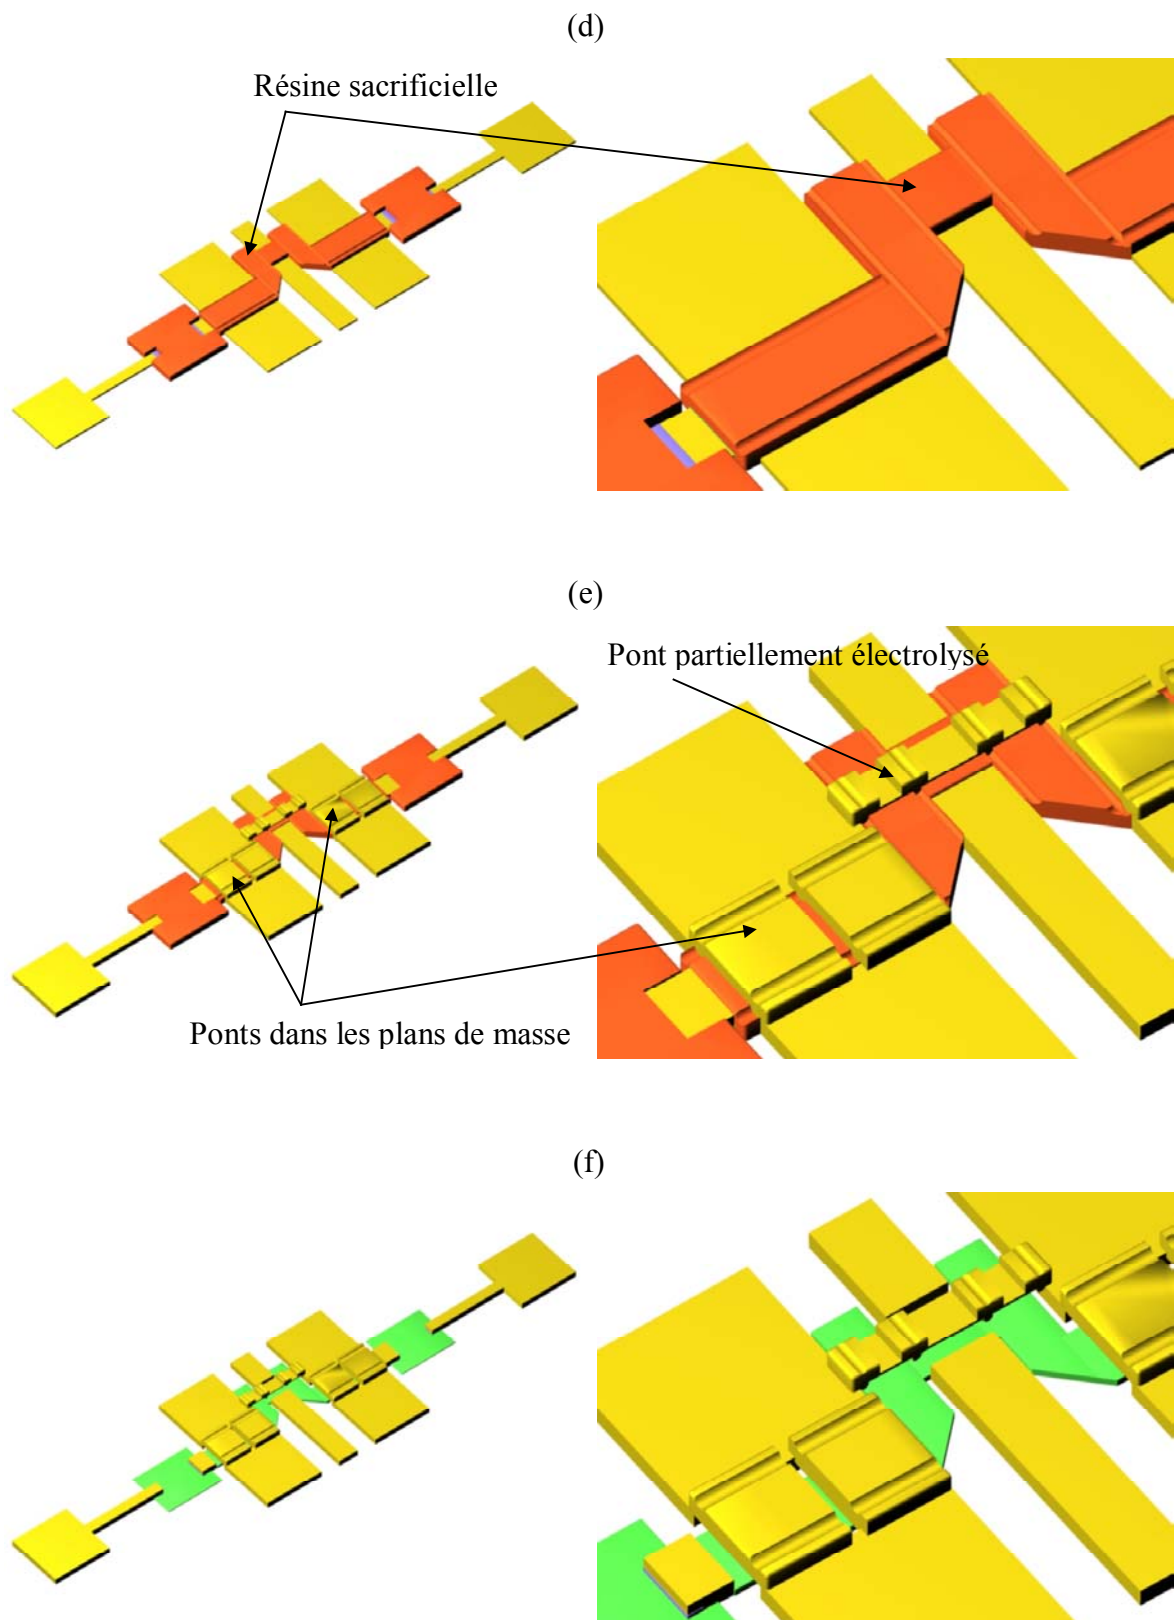 (d)
Résine sacrificielle
(e)
Pont partiellement électrolysé
Ponts dans les plans de masse
(f)